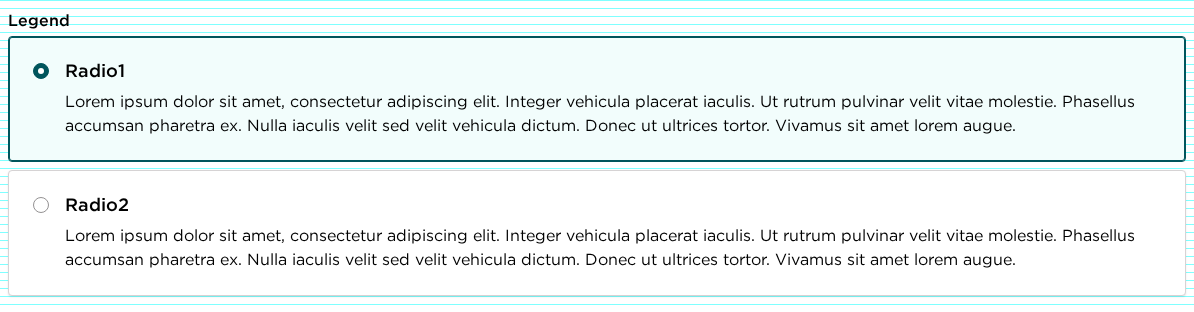 Legend
Radio1
Lorem ipsum dolor sit amet, consectetur adipiscing elit. Integer vehicula placerat iaculis. Ut rutrum pulvinar velit vitae molestie. Phasellus
accumsan pharetra ex. Nulla iaculis velit sed velit vehicula dictum. Donec ut ultrices tortor. Vivamus sit amet lorem augue.
Radio2
Lorem ipsum dolor sit amet, consectetur adipiscing elit. Integer vehicula placerat iaculis. Ut rutrum pulvinar velit vitae molestie. Phasellus
accumsan pharetra ex. Nulla iaculis velit sed velit vehicula dictum. Donec ut ultrices tortor. Vivamus sit amet lorem augue.